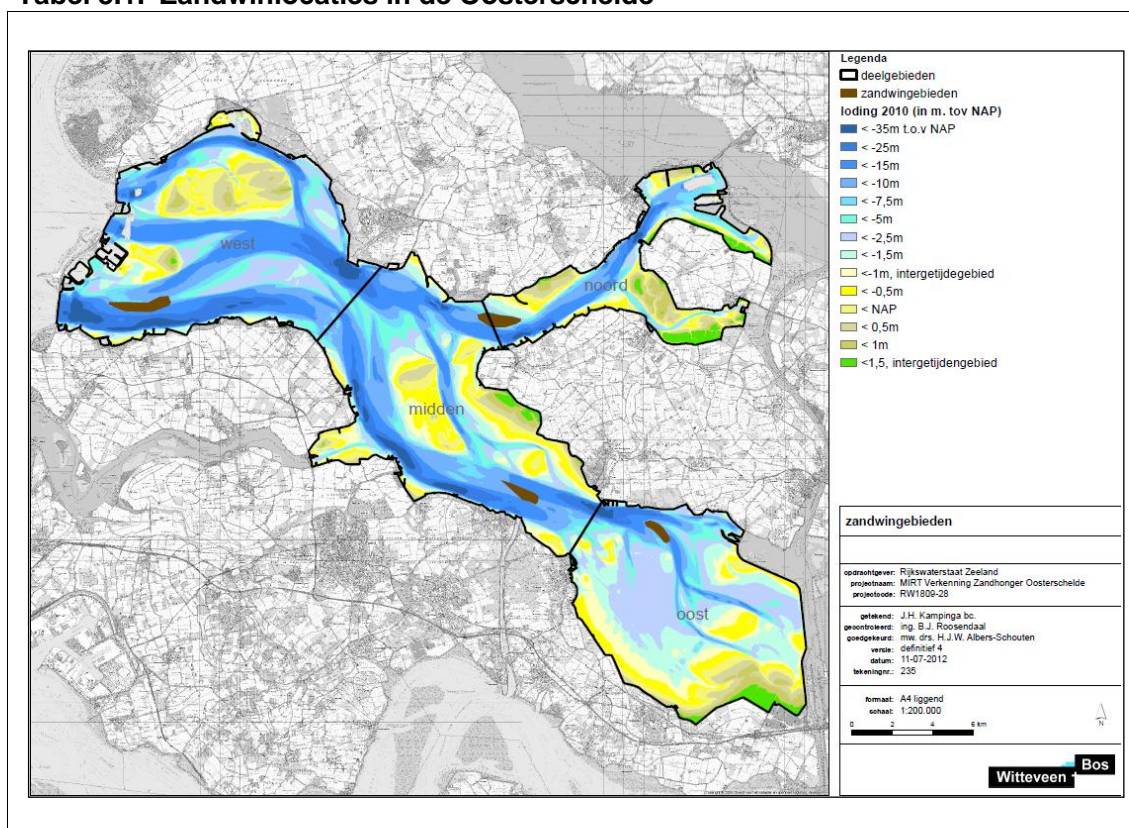 Tabel 3.1. Zandwinlocaties in de Oosterschelde
west
noord
midden
oost
Legenda
deelgebieden
zandwingebieden
loding 2010 (in m. tov NAP)
< -35m t.o.v NAP
< -25m
< -15m
< -10m
< -7,5m
< -5m
< -2,5m
< -1,5m
<-1m, intergetijdegebied
< -0,5m
< NAP
< 0,5m
< 1m
<1,5, intergetijdengebied
zandwingebieden
opdrachtgever: Rijkswaterstaat Zeeland
projectnaam: MIRT Verkenning Zandhonger Oosterschelde
projectcode: RW1809-28
getekend: J.H. Kampinga bc.
gecontroleerd: ing. B.J. Roosendaal
goedgekeurd: mw. drs. H.J.W. Albers-Schouten
versie: definitief 4
datum: 11-07-2012
tekeningnr.: 235
formaat: A4 liggend
schaal: 1:200.000
0 2 4 6 km
N
Witteveen + Bos